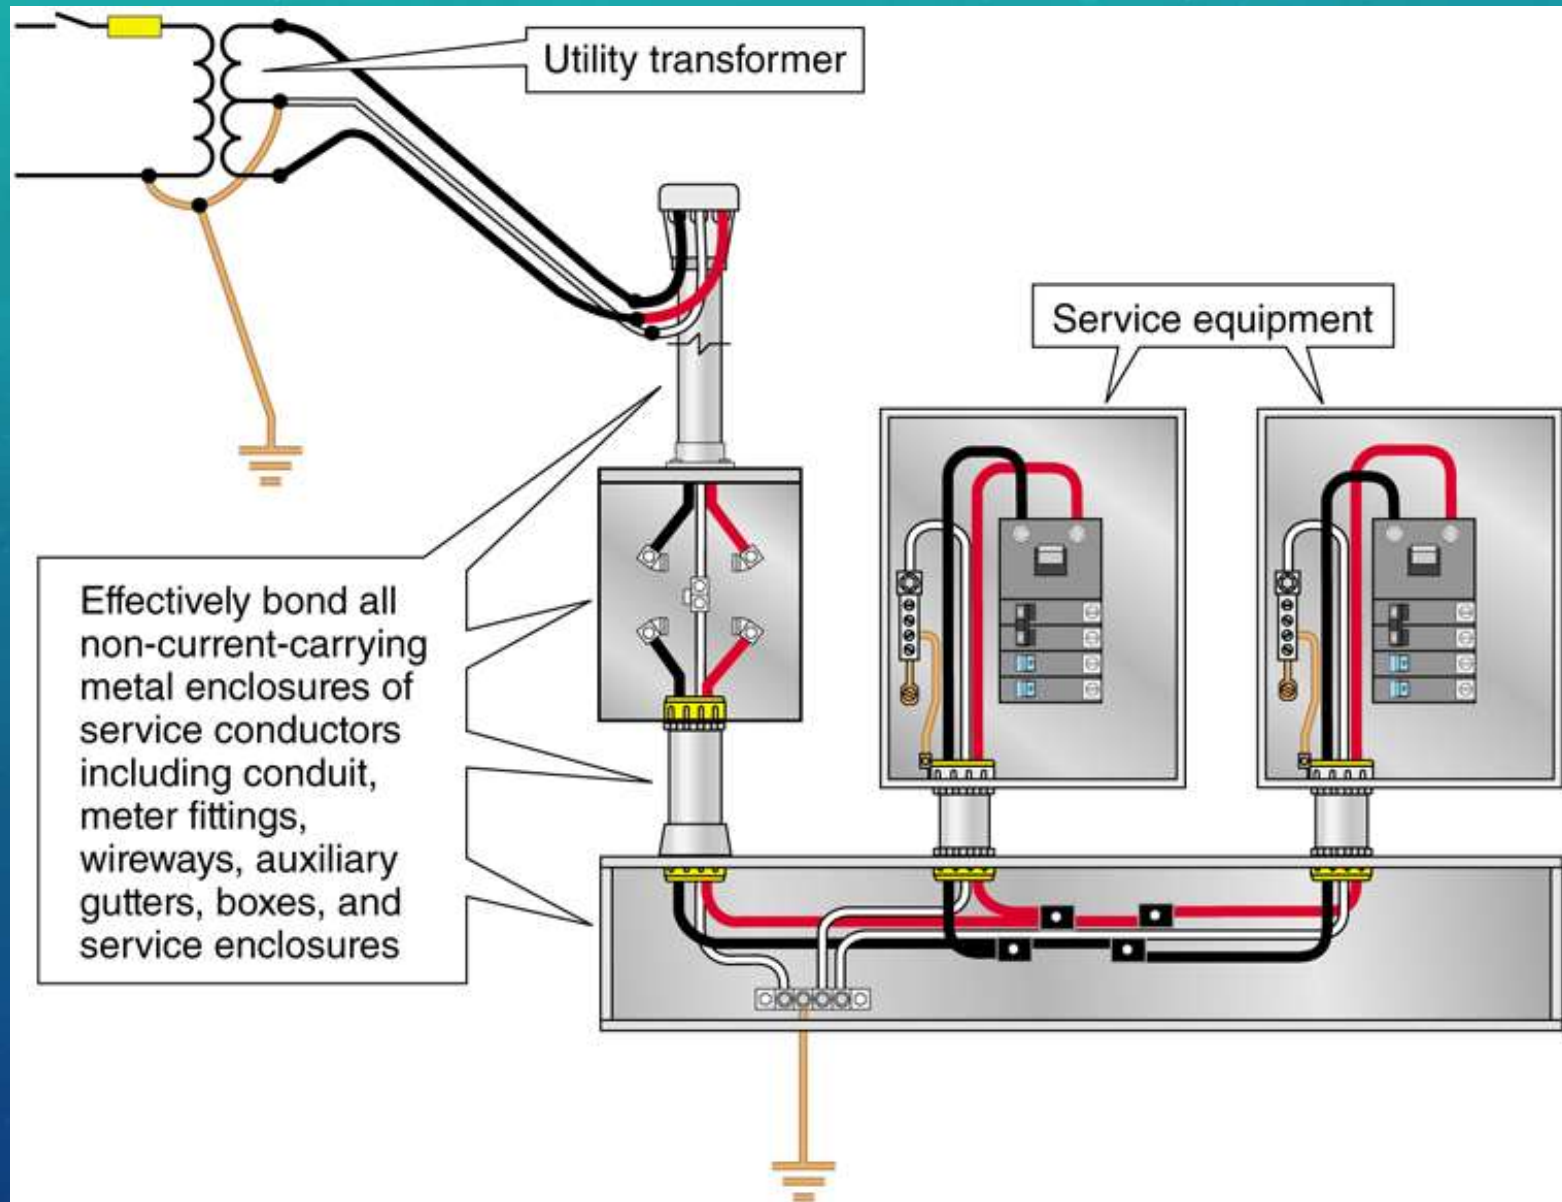 Utility transformer
Service equipment
Effectively bond all
non-current-carrying
metal enclosures of
service conductors
including conduit,
meter fittings,
wireways, auxiliary
gutters, boxes, and
service enclosures